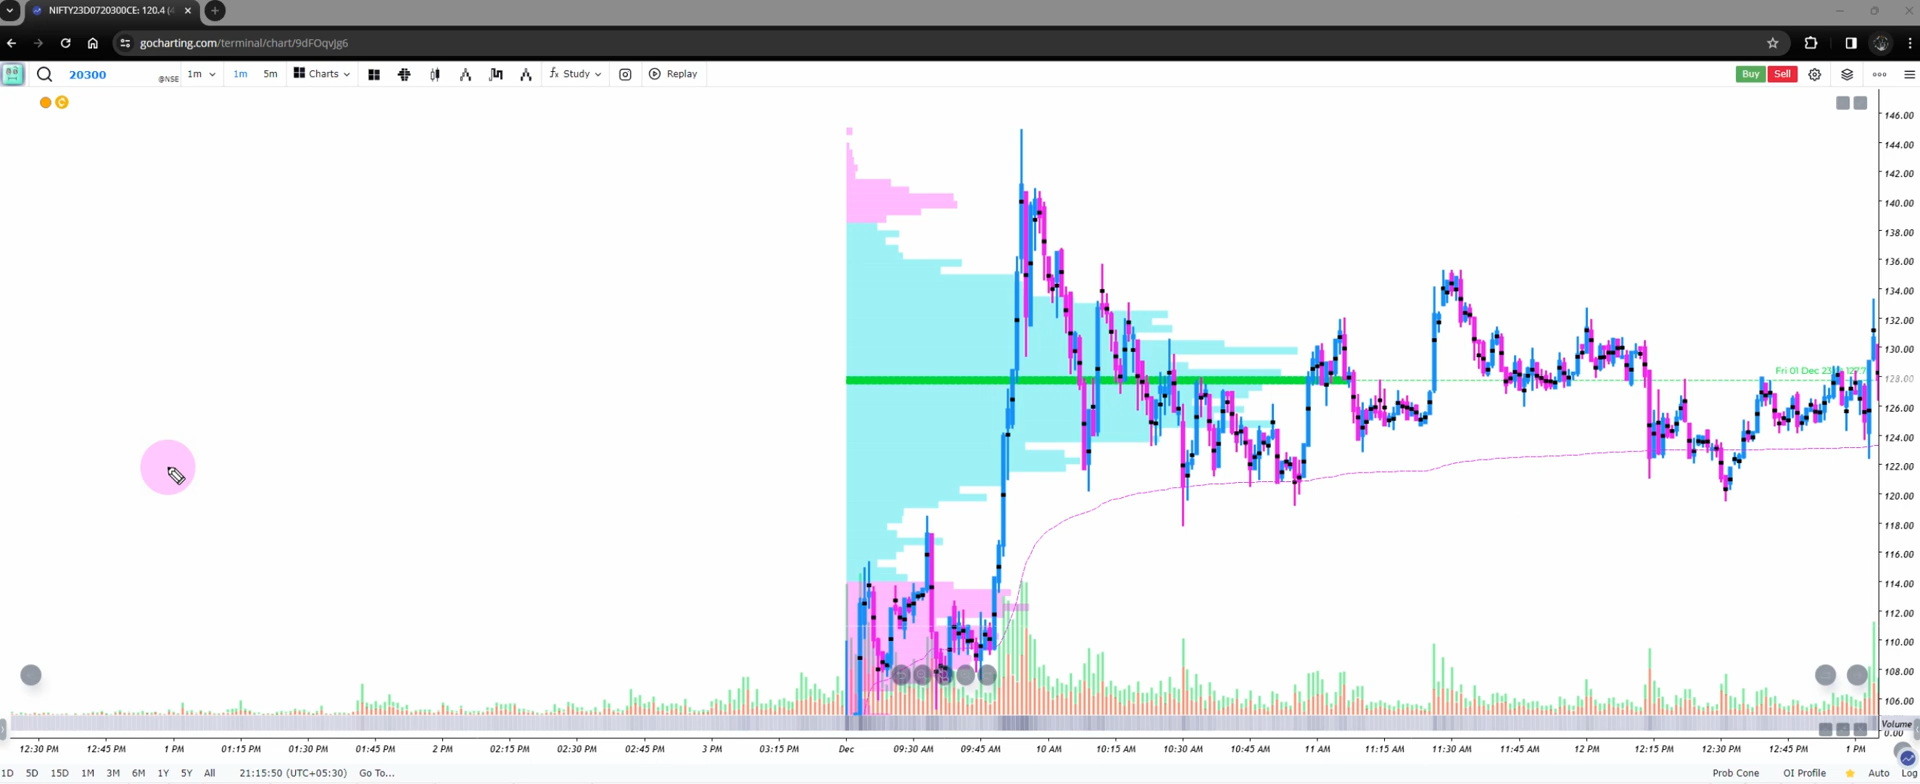 NIFTY23D0720300CE: 120.4 (
gocharting.com/terminal/chart/9dFOqvJg6
20300 @NSE 1m 1m 5m Charts fx Study Replay Buy Sell
C
146.00
144.00
142.00
140.00
138.00
136.00
134.00
132.00
130.00
Fri 01 Dec 23
128.00
126.00
124.00
122.00
120.00
118.00
116.00
114.00
112.00
110.00
108.00
106.00
Volume
0.00
12:30 PM 12:45 PM 1 PM 01:15 PM 01:30 PM 01:45 PM 2 PM 02:15 PM 02:30 PM 02:45 PM 3 PM 03:15 PM Dec 09:30 AM 09:45 AM 10 AM 10:15 AM 10:30 AM 10:45 AM 11 AM 11:15 AM 11:30 AM 11:45 AM 12 PM 12:15 PM 12:30 PM 12:45 PM 1 PM
1D 5D 15D 1M 3M 6M 1Y 5Y All 21:15:50 (UTC+05:30) Go To... Prob Cone OI Profile Auto Log